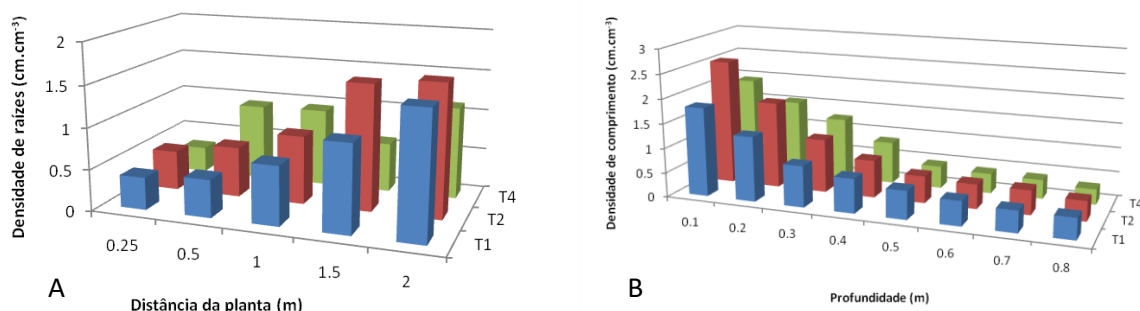 Densidade de raízes (cm.cm⁻³)
2
1.5
1
0.5
0
0.25
0.5
1
1.5
2
T4
T2
T1
A
Distância da planta (m)
Densidade de comprimento (cm.cm⁻³)
3
2.5
2
1.5
1
0.5
0
0.1
0.2
0.3
0.4
0.5
0.6
0.7
0.8
T4
T2
T1
B
Profundidade (m)